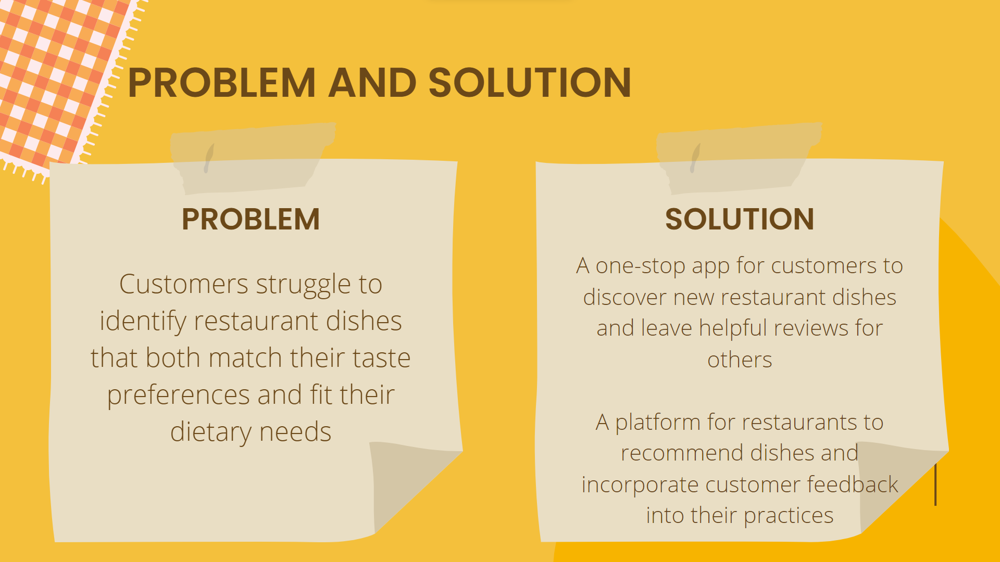 PROBLEM AND SOLUTION
PROBLEM
Customers struggle to
identify restaurant dishes
that both match their taste
preferences and fit their
dietary needs
SOLUTION
A one-stop app for customers to
discover new restaurant dishes
and leave helpful reviews for
others
A platform for restaurants to
recommend dishes and
incorporate customer feedback
into their practices